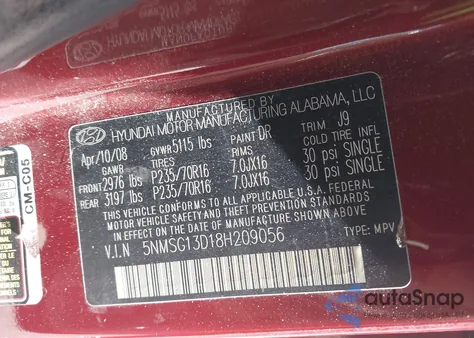 MANUFACTURED BY
HYUNDAI MOTOR MANUFACTURING ALABAMA, LLC
Apr/10/08 GVWR 5115 lbs PAINT DR TRIM J9
GAWR TIRES COLD TIRE INFL
FRONT 2976 lbs P235/70R16 7.0JX16 30 psi SINGLE
REAR 3197 lbs P235/70R16 7.0JX16 30 psi SINGLE
THIS VEHICLE CONFORMS TO ALL APPLICABLE U.S. FEDERAL
MOTOR VEHICLE SAFETY AND THEFT PREVENTION STANDARDS
IN EFFECT ON THE DATE OF MANUFACTURE SHOWN ABOVE.
V.I.N 5NMSG13D18H209056 TYPE: MPV
CM-C05
autaSnap